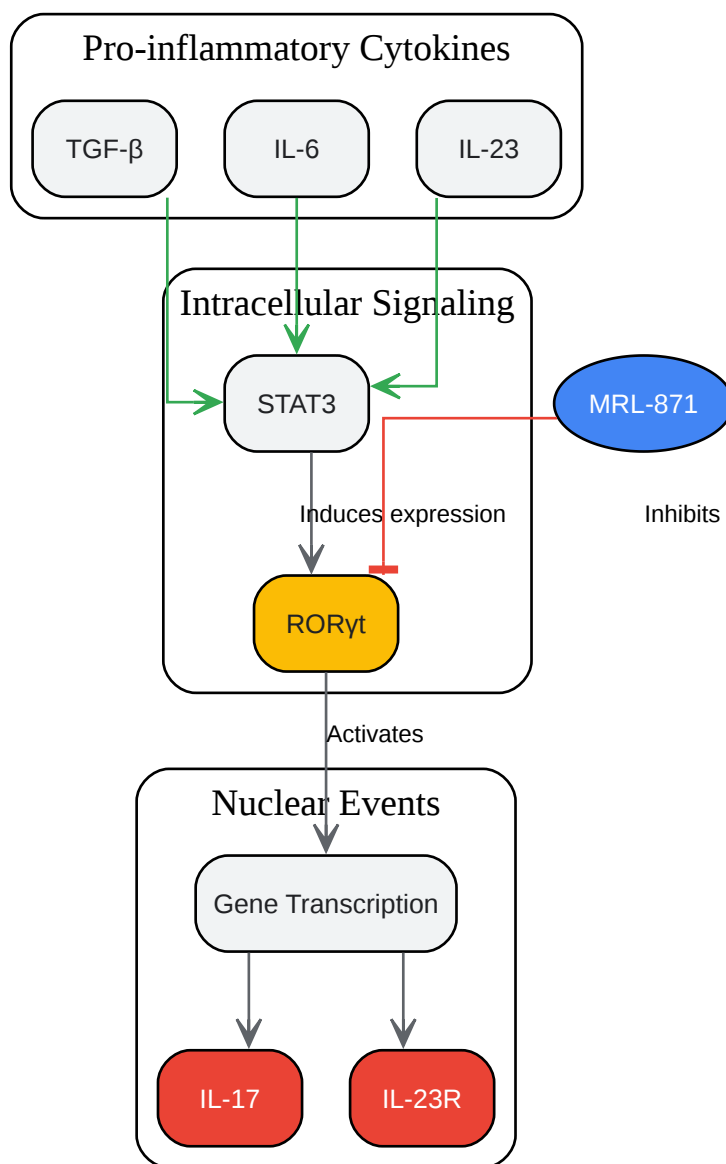 Pro-inflammatory Cytokines
TGF-β
IL-6
IL-23
Intracellular Signaling
STAT3
MRL-871
Induces expression
Inhibits
RORγt
Activates
Nuclear Events
Gene Transcription
IL-17
IL-23R